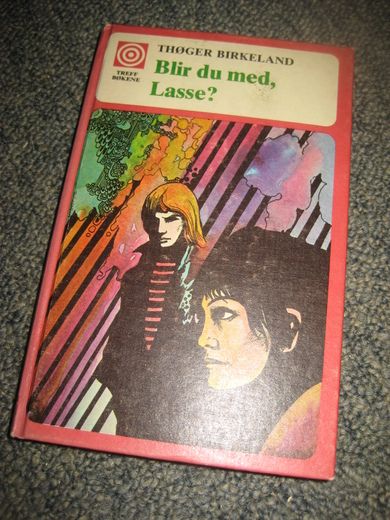 THØGER BIRKELAND
Blir du med,
Lasse?
TREFF
BØKENE